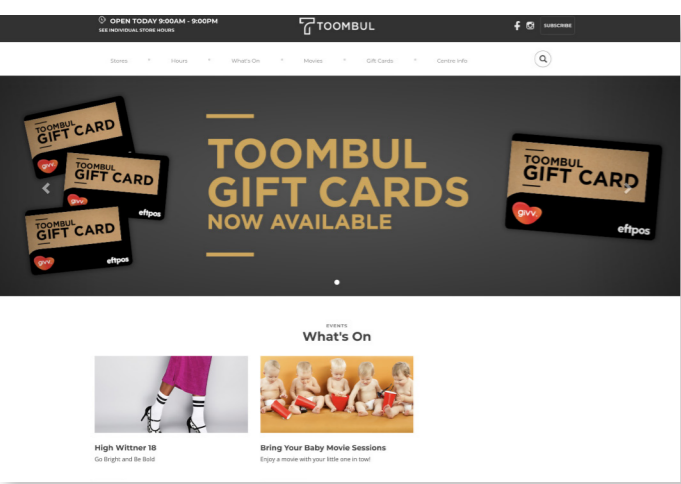 OPEN TODAY 9:00AM - 9:00PM
SEE INDIVIDUAL STORE HOURS
TOOMBUL
SUBSCRIBE
Stores
Hours
What's On
Movies
Gift Cards
Centre Info
TOOMBUL
GIFT CARD
givv
TOOMBUL
GIFT CARD
eftpos
TOOMBUL
GIFT CARD
givv
eftpos
TOOMBUL
GIFT CARDS
NOW AVAILABLE
TOOMBUL
GIFT CARD
givv
eftpos
EVENTS
What's On
High Wittner 18
Go Bright and Be Bold
Bring Your Baby Movie Sessions
Enjoy a movie with your little one in tow!